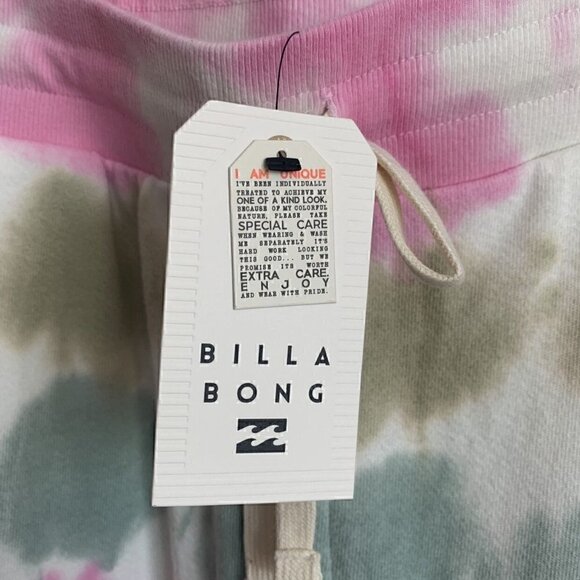 I AM UNIQUE
I'VE BEEN INDIVIDUALLY
TREATED TO ACHIEVE MY
ONE OF A KIND LOOK.
BECAUSE OF MY COLORFUL
NATURE, PLEASE TAKE
SPECIAL CARE
WHEN WEARING & WASH
ME SEPARATELY IT'S
HARD WORK LOOKING
THIS GOOD... BUT WE
PROMISE ITS WORTH
EXTRA CARE.
ENJOY
AND WEAR WITH PRIDE.
BILLA
BONG